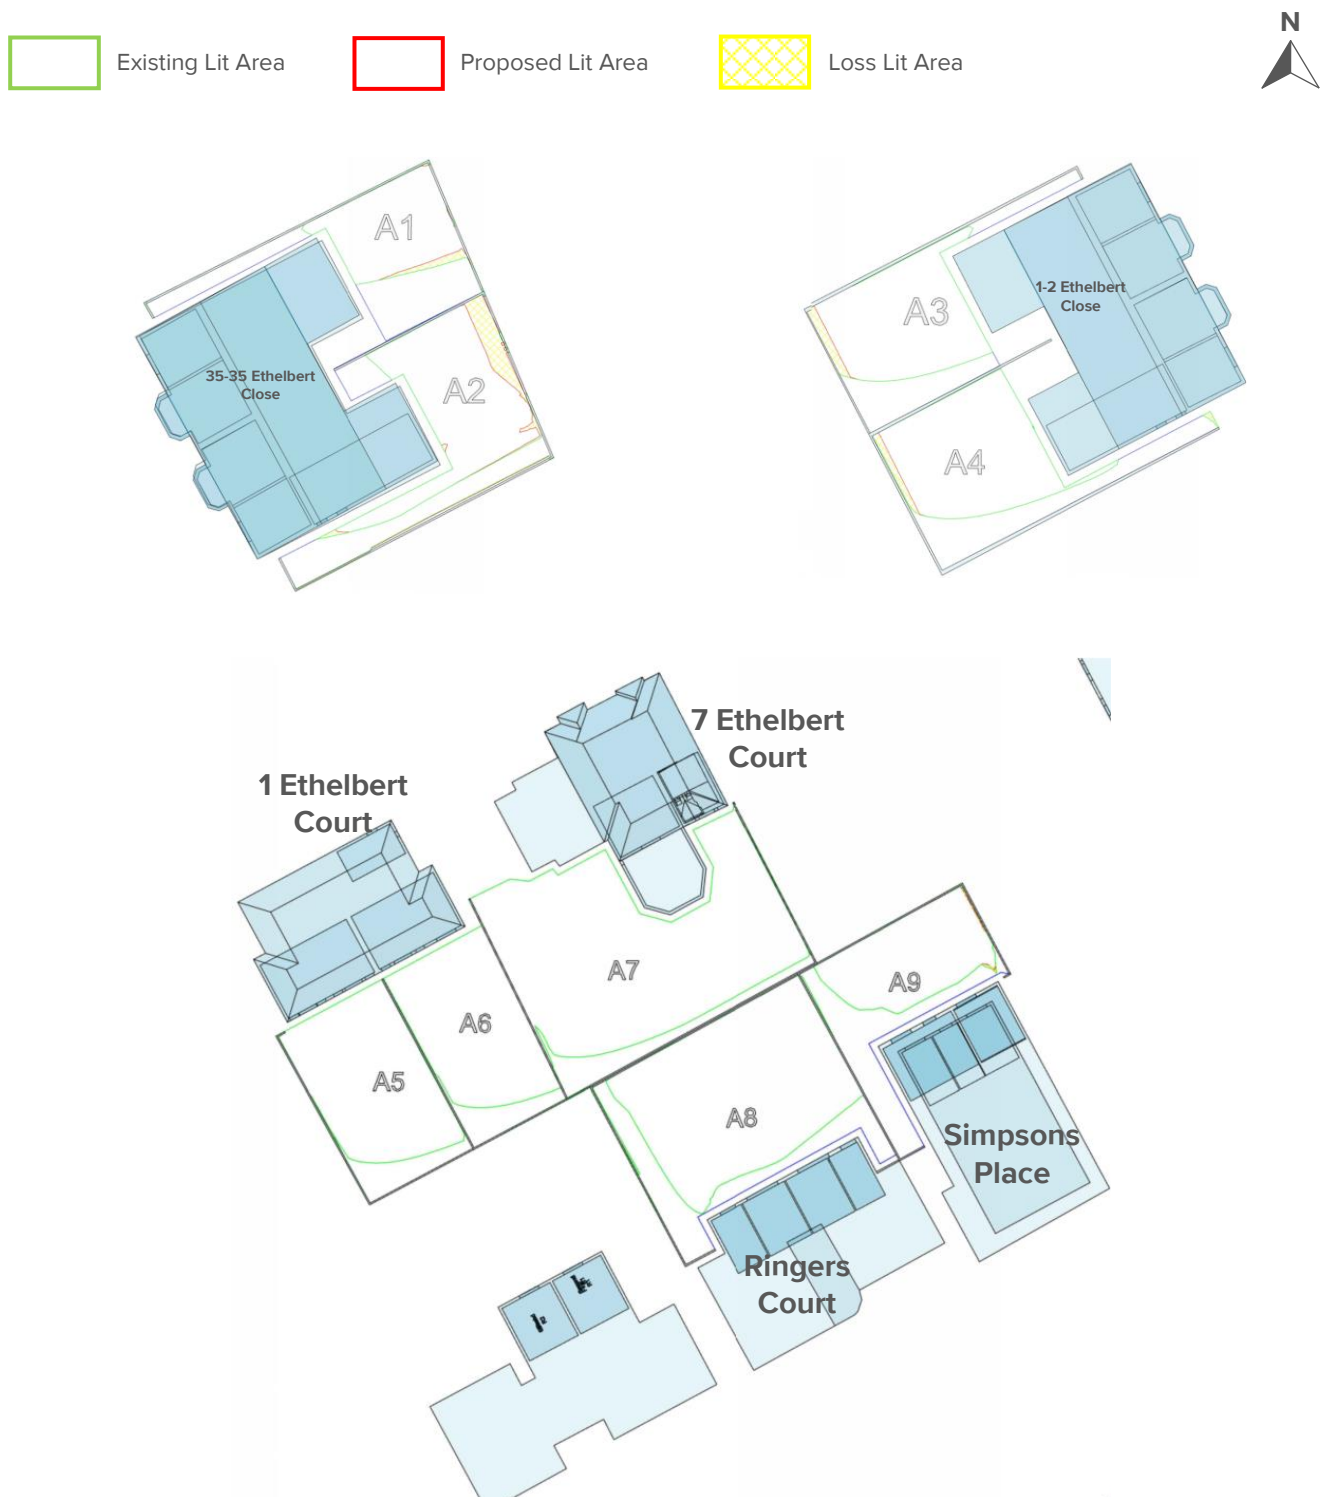 N
Existing Lit Area
Proposed Lit Area
Loss Lit Area
A1
A2
35-35 Ethelbert
Close
A3
A4
1-2 Ethelbert
Close
7 Ethelbert
Court
1 Ethelbert
Court
A7
A9
A6
A5
A8
Simpsons
Place
Ringers
Court